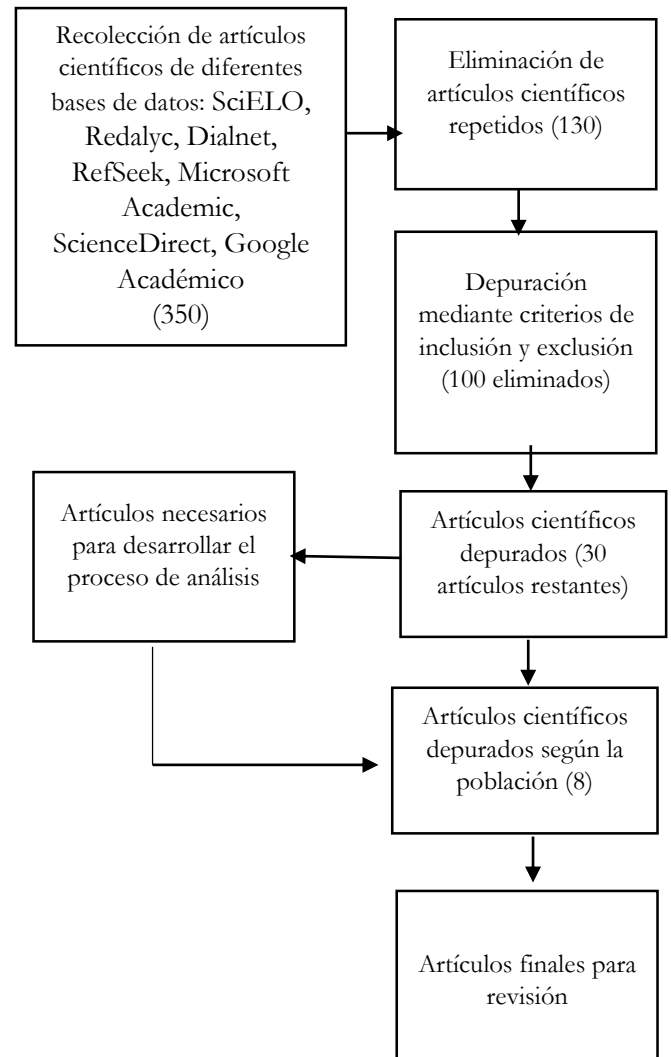 Recolección de artículos
científicos de diferentes
bases de datos: SciELO,
Redalyc, Dialnet,
RefSeek, Microsoft
Academic,
ScienceDirect, Google
Académico
(350)
Eliminación de
artículos científicos
repetidos (130)
Depuración
mediante criterios de
inclusión y exclusión
(100 eliminados)
Artículos científicos
depurados (30
artículos restantes)
Artículos necesarios
para desarrollar el
proceso de análisis
Artículos científicos
depurados según la
población (8)
Artículos finales para
revisión